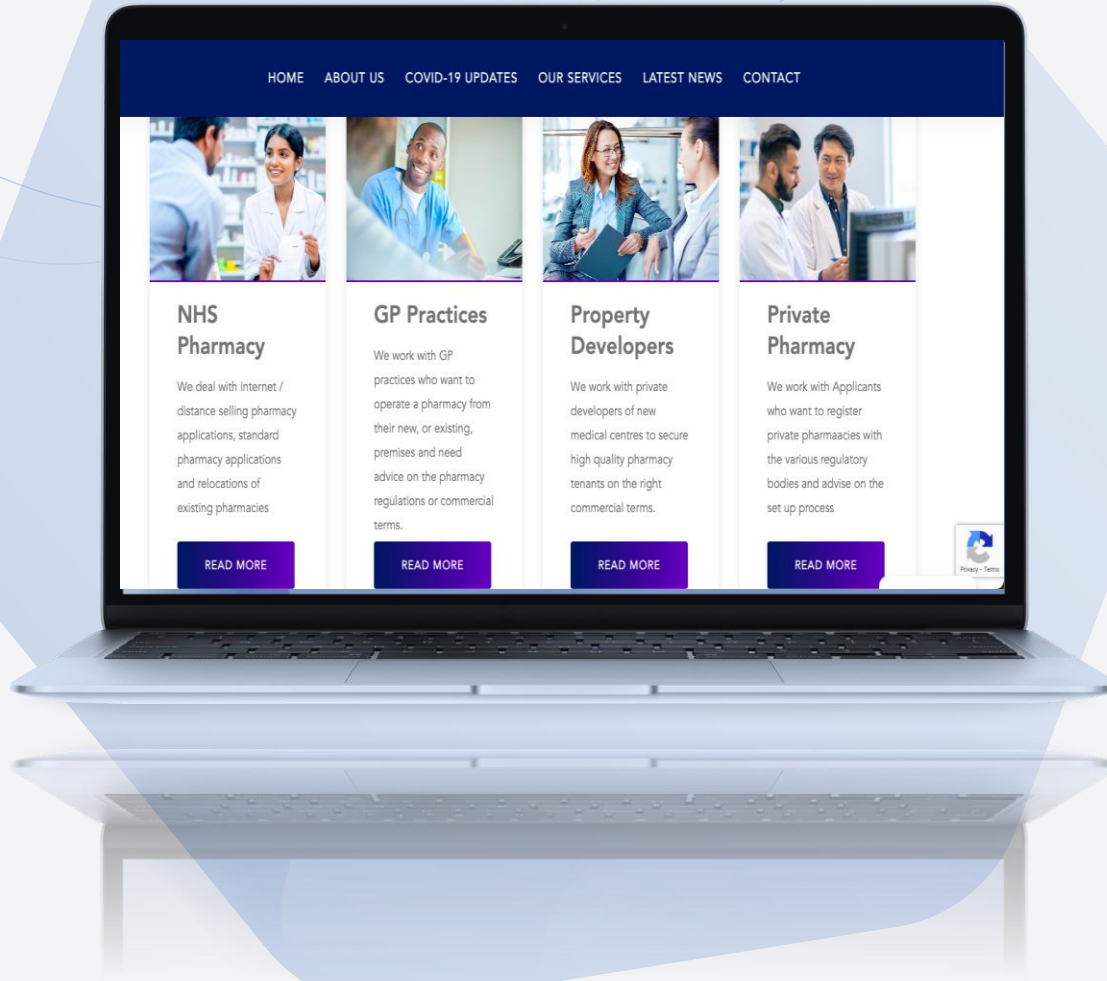 HOME ABOUT US COVID-19 UPDATES OUR SERVICES LATEST NEWS CONTACT
NHS
Pharmacy
We deal with internet /
distance selling pharmacy
applications, standard
pharmacy applications
and relocations of
existing pharmacies
READ MORE
GP Practices
We work with GP
practices who want to
operate a pharmacy from
their new, or existing,
premises and need
advice on the pharmacy
regulations or commercial
terms.
READ MORE
Property
Developers
We work with private
developers of new
medical centres to secure
high quality pharmacy
tenants on the right
commercial terms.
READ MORE
Private
Pharmacy
We work with Applicants
who want to register
private pharmaacies with
the various regulatory
bodies and advise on the
set up process
READ MORE
Privacy - Terms